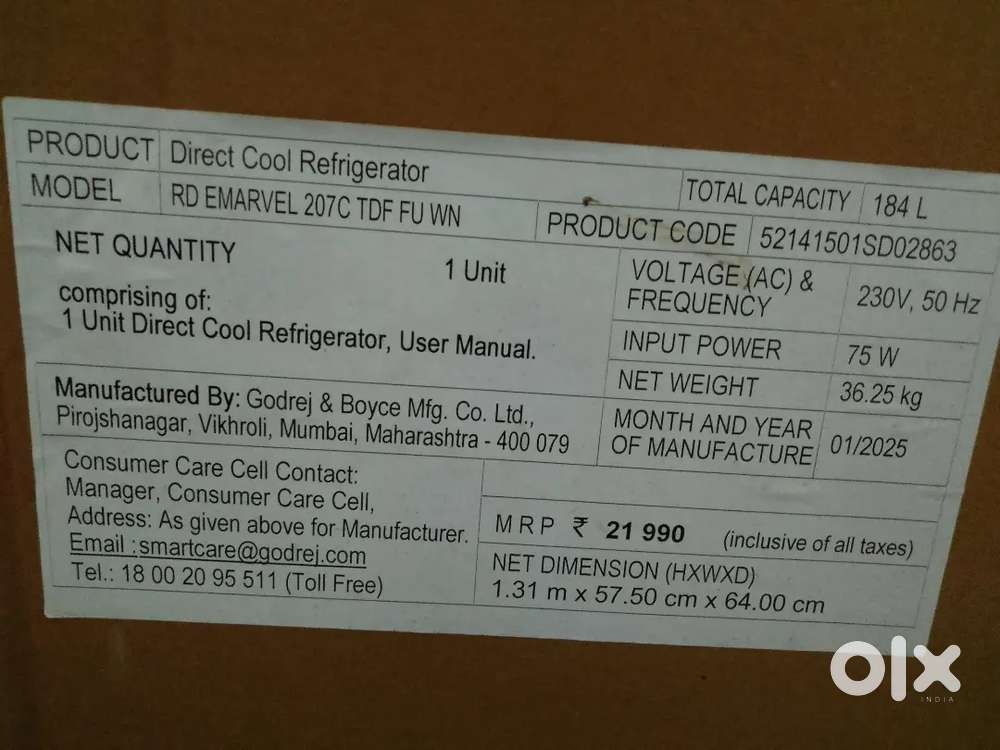 PRODUCT Direct Cool Refrigerator
TOTAL CAPACITY 184 L
MODEL RD EMARVEL 207C TDF FU WN
PRODUCT CODE 52141501SD02863
NET QUANTITY 1 Unit
comprising of:
1 Unit Direct Cool Refrigerator, User Manual.
VOLTAGE (AC) &
FREQUENCY 230V, 50 Hz
INPUT POWER 75 W
NET WEIGHT 36.25 kg
Manufactured By: Godrej & Boyce Mfg. Co. Ltd.,
Pirojshanagar, Vikhroli, Mumbai, Maharashtra - 400 079
MONTH AND YEAR
OF MANUFACTURE 01/2025
Consumer Care Cell Contact:
Manager, Consumer Care Cell,
Address: As given above for Manufacturer.
Email :smartcare@godrej.com
Tel.: 18 00 20 95 511 (Toll Free)
MRP ₹ 21 990 (inclusive of all taxes)
NET DIMENSION (HXWXD)
1.31 m x 57.50 cm x 64.00 cm
olx
INDIA